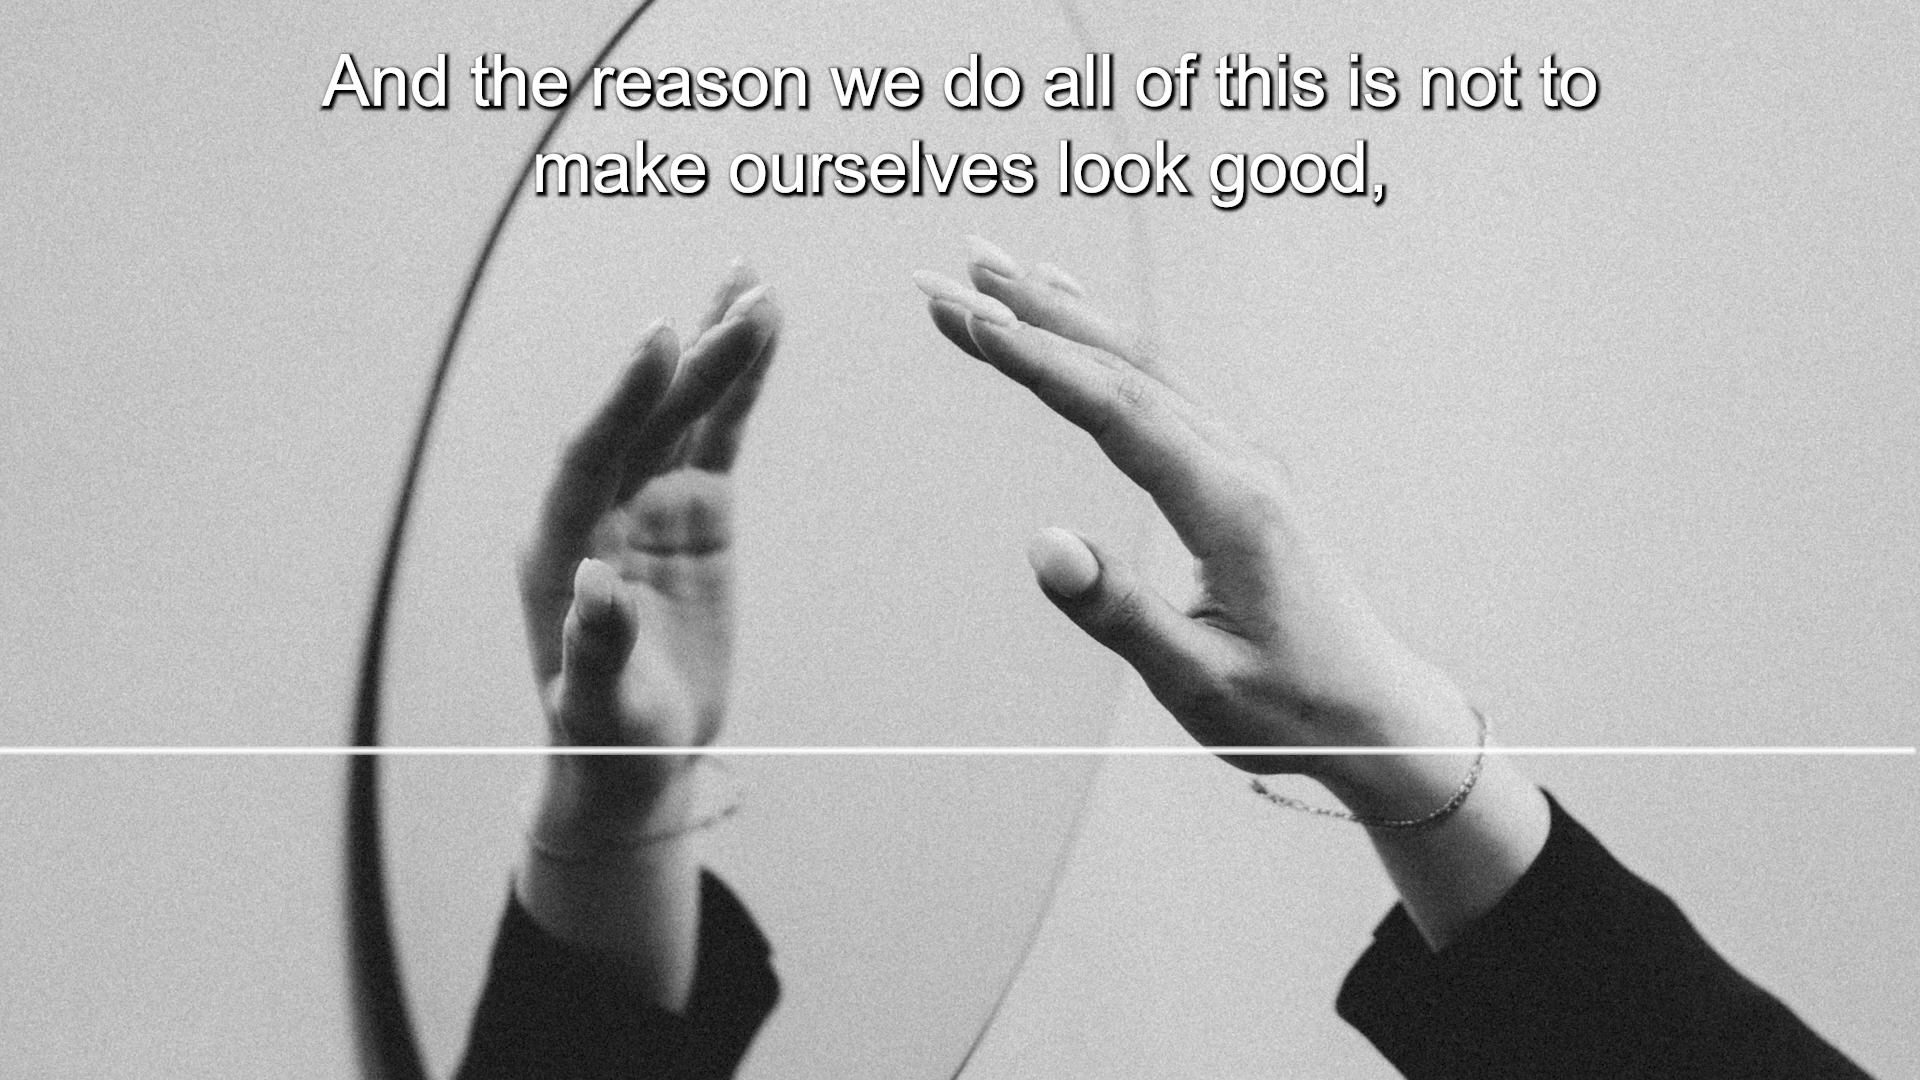 And the reason we do all of this is not to
make ourselves look good,